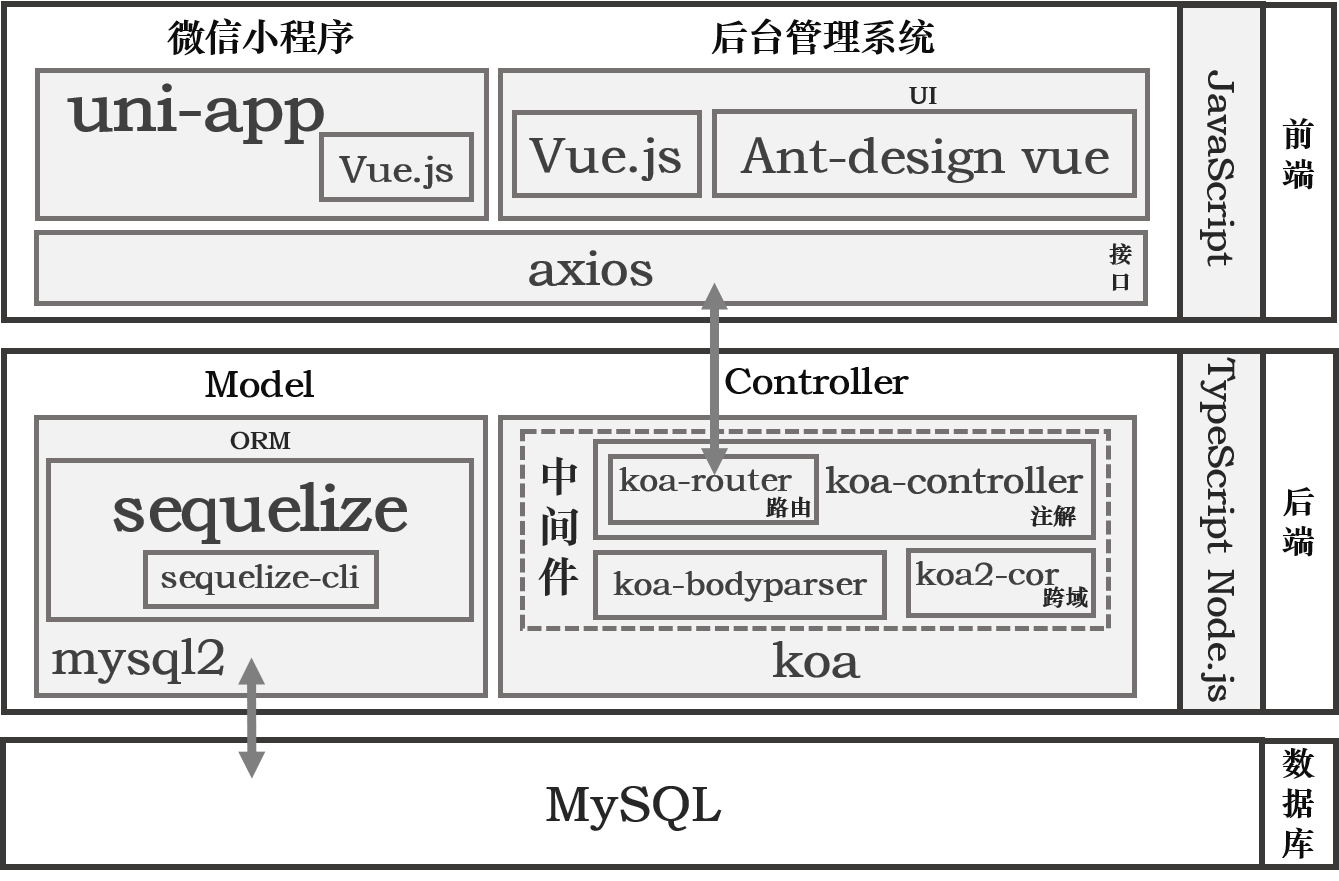 微信小程序
后台管理系统
uni-app
Vue.js
UI
Vue.js
Ant-design vue
axios
接
口
JavaScript
前
端
Model
Controller
ORM
sequelize
sequelize-cli
mysql2
中
间
件
koa-router
路由
koa-controller
注解
koa-bodyparser
koa2-cor
跨域
koa
TypeScript Node.js
后
端
MySQL
数
据
库